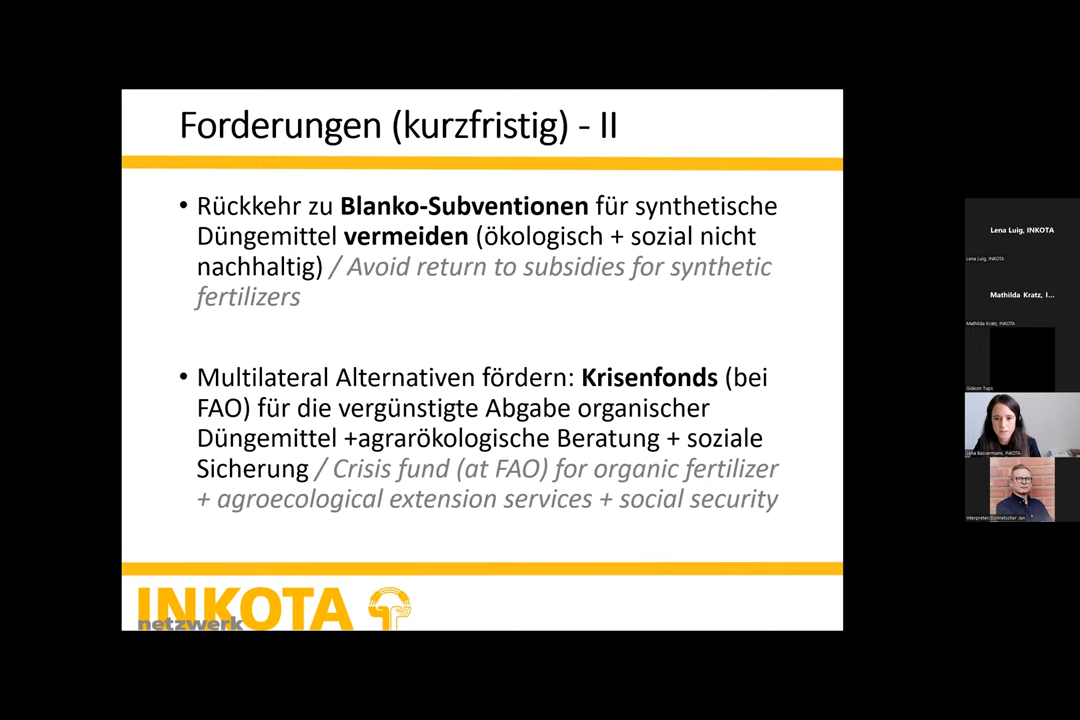 Forderungen (kurzfristig) - II
• Rückkehr zu Blanko-Subventionen für synthetische
Düngemittel vermeiden (ökologisch + sozial nicht
nachhaltig) / Avoid return to subsidies for synthetic
fertilizers
• Multilateral Alternativen fördern: Krisenfonds (bei
FAO) für die vergünstigte Abgabe organischer
Düngemittel +agrarökologische Beratung + soziale
Sicherung / Crisis fund (at FAO) for organic fertilizer
+ agroecological extension services + social security
INKOTA
netzwerk
Lena Luig, INKOTA
Lena Luig, INKOTA
Mathilda Kratz, I...
Mathilda Kratz, INKOTA
Gideon Tups
Lena Bassermann, INKOTA
Jan